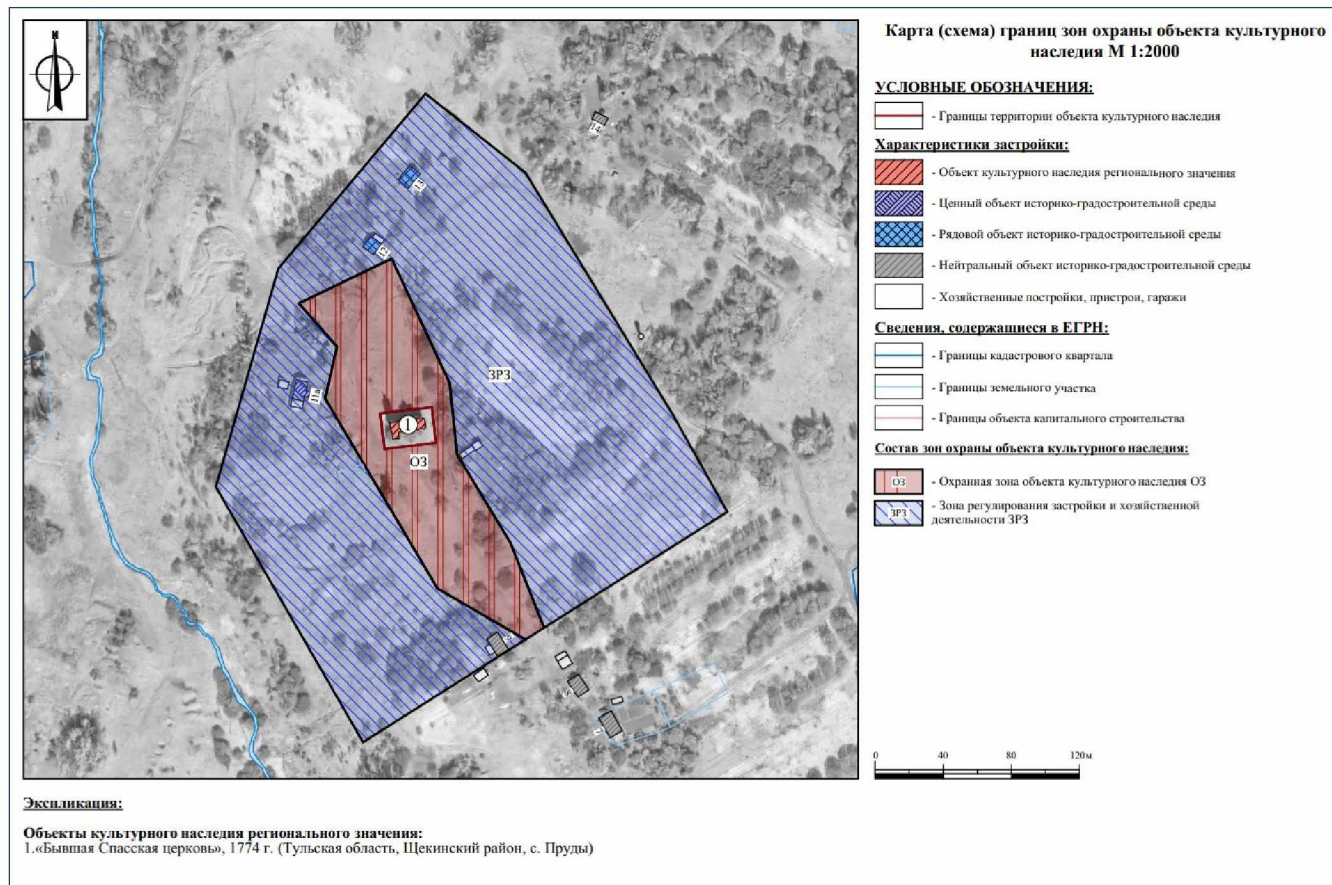 N
Карта (схема) границ зон охраны объекта культурного
наследия М 1:2000
УСЛОВНЫЕ ОБОЗНАЧЕНИЯ:
- Границы территории объекта культурного наследия
Характеристики застройки:
- Объект культурного наследия регионального значения
- Ценный объект историко-градостроительной среды
- Рядовой объект историко-градостроительной среды
- Нейтральный объект историко-градостроительной среды
- Хозяйственные постройки, пристрои, гаражи
Сведения, содержащиеся в ЕГРН:
- Границы кадастрового квартала
- Границы земельного участка
- Границы объекта капитального строительства
Состав зон охраны объекта культурного наследия:
ОЗ
- Охранная зона объекта культурного наследия ОЗ
ЗРЗ
- Зона регулирования застройки и хозяйственной
деятельности ЗРЗ
14
ЗРЗ
11а
1
ОЗ
0 40 80 120м
Экспликация:
Объекты культурного наследия регионального значения:
1.«Бывшая Спасская церковь», 1774 г. (Тульская область, Щекинский район, с. Пруды)